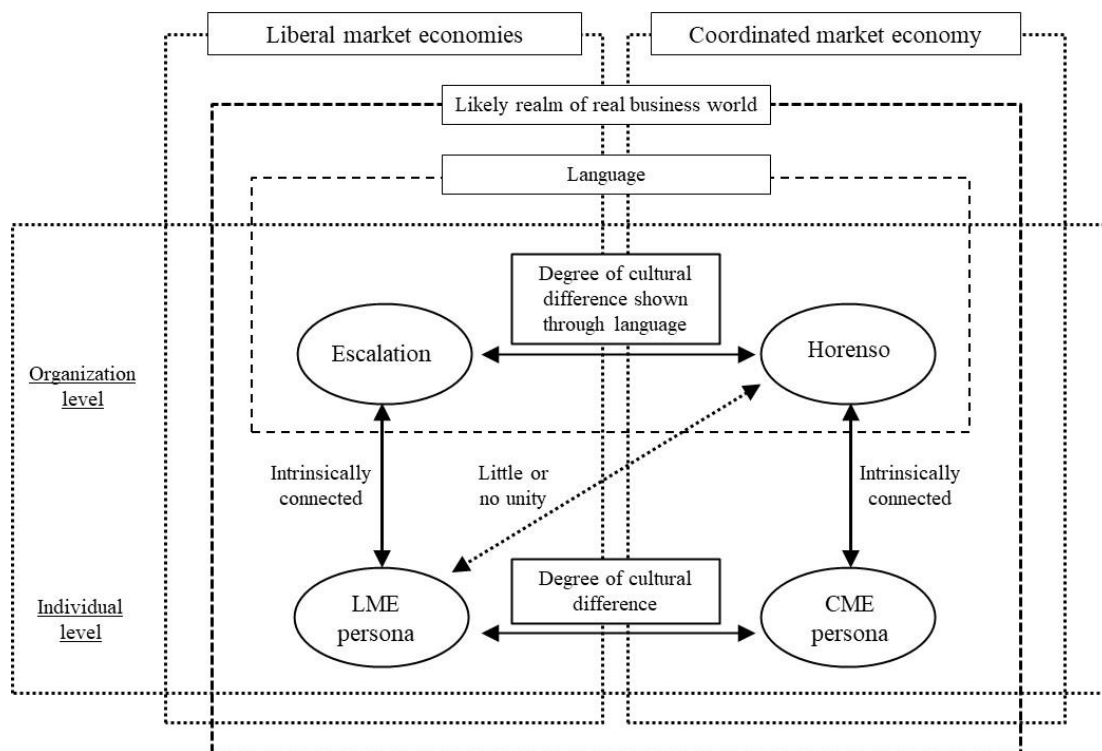 Liberal market economies
Coordinated market economy
Likely realm of real business world
Language
Degree of cultural
difference shown
through language
Escalation
Horenso
Organization
level
Intrinsically
connected
Little or
no unity
Intrinsically
connected
Degree of cultural
difference
Individual
level
LME
persona
CME
persona